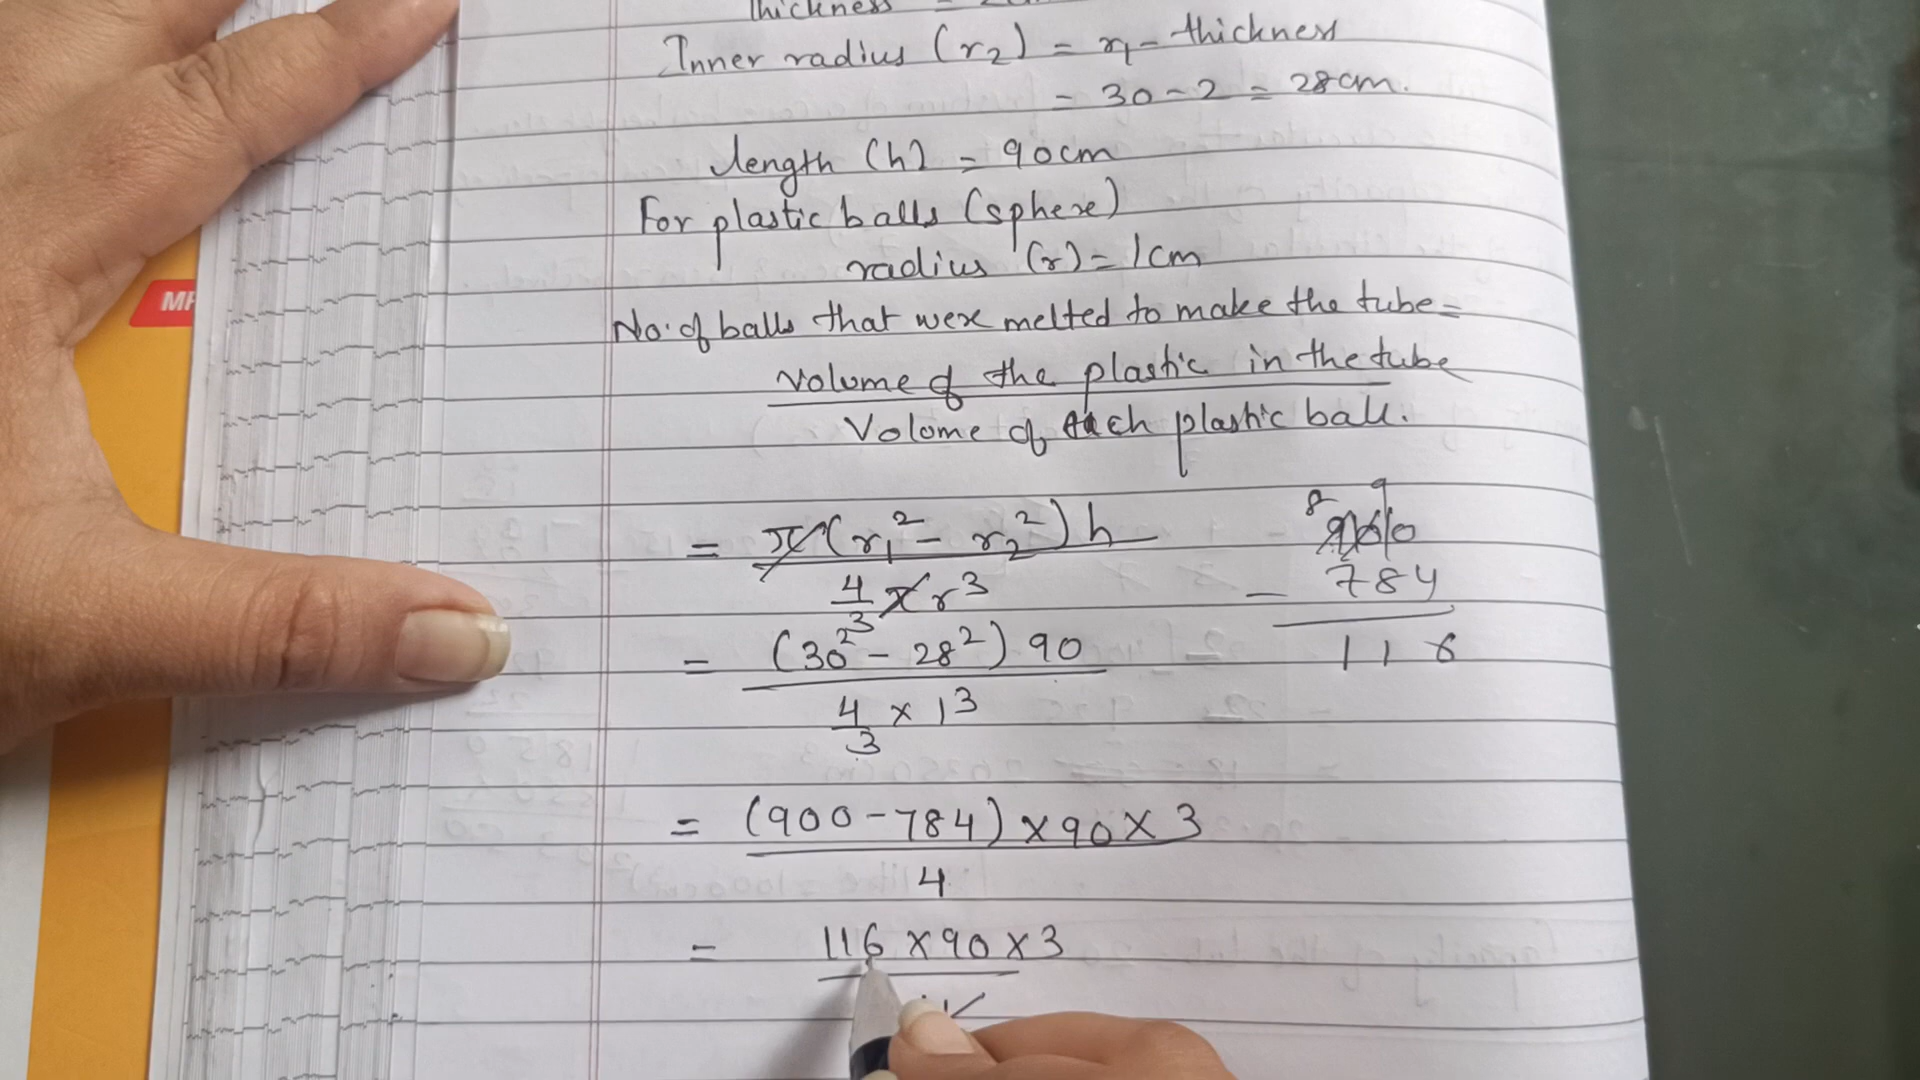 thickness =
Inner radius (r2) = r1 - thickness
= 30 - 2 = 28cm.
length (h) = 90cm
For plastic balls (sphere)
radius (r) = 1cm
No. of balls that were melted to make the tube =
Volume of the plastic in the tube
Volume of each plastic ball.
= π(r₁² - r₂²)h
4/3 π r³
= (30² - 28²) 90
4/3 × 1³
= (900 - 784) × 90 × 3
4
= 116 × 90 × 3
8 9
900
- 784
116